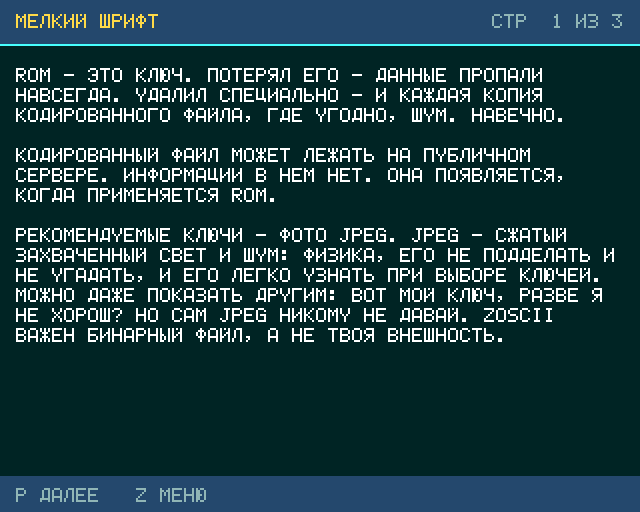 МЕЛКИЙ ШРИФТ
СТР 1 ИЗ 3
ROM - ЭТО КЛЮЧ. ПОТЕРЯЛ ЕГО - ДАННЫЕ ПРОПАЛИ
НАВСЕГДА. УДАЛИЛ СПЕЦИАЛЬНО - И КАЖДАЯ КОПИЯ
КОДИРОВАННОГО ФАЙЛА, ГДЕ УГОДНО, ШУМ. НАВЕЧНО.
КОДИРОВАННЫЙ ФАЙЛ МОЖЕТ ЛЕЖАТЬ НА ПУБЛИЧНОМ
СЕРВЕРЕ. ИНФОРМАЦИИ В НЕМ НЕТ. ОНА ПОЯВЛЯЕТСЯ,
КОГДА ПРИМЕНЯЕТСЯ ROM.
РЕКОМЕНДУЕМЫЕ КЛЮЧИ - ФОТО JPEG. JPEG - СЖАТЫЙ
ЗАХВАЧЕННЫЙ СВЕТ И ШУМ: ФИЗИКА, ЕГО НЕ ПОДДЕЛАТЬ И
НЕ УГАДАТЬ, И ЕГО ЛЕГКО УЗНАТЬ ПРИ ВЫБОРЕ КЛЮЧЕЙ.
МОЖНО ДАЖЕ ПОКАЗАТЬ ДРУГИМ: ВОТ МОЙ КЛЮЧ, РАЗВЕ Я
НЕ ХОРОШ? НО САМ JPEG НИКОМУ НЕ ДАВАЙ. ZOSCII
ВАЖЕН БИНАРНЫЙ ФАЙЛ, А НЕ ТВОЯ ВНЕШНОСТЬ.
P ДАЛЕЕ Z МЕНЮ